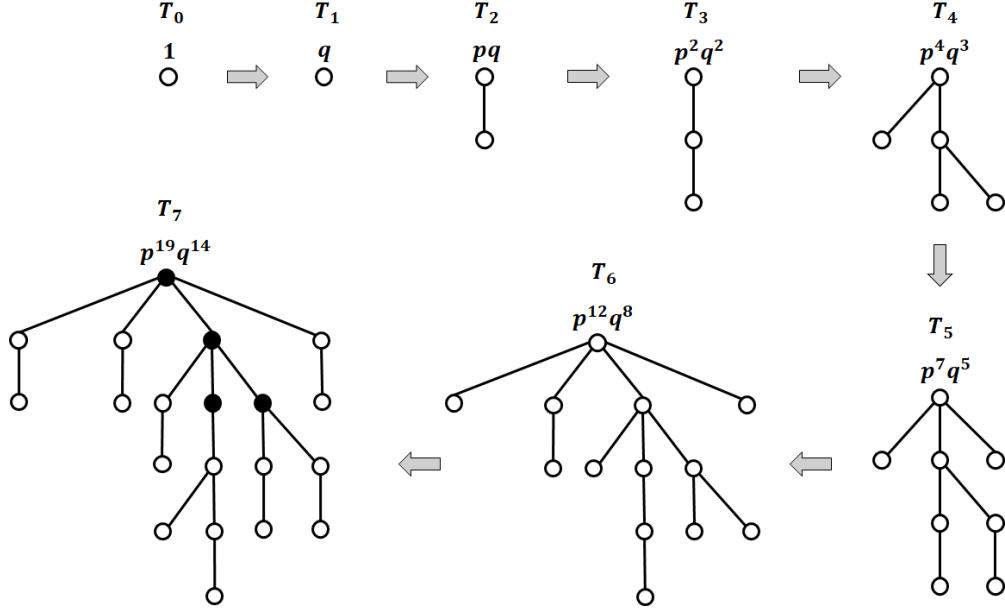 T₀
1
T₁
q
T₂
pq
T₃
p²q²
T₄
p⁴q³
T₅
p⁷q⁵
T₆
p¹²q⁸
T₇
p¹⁹q¹⁴